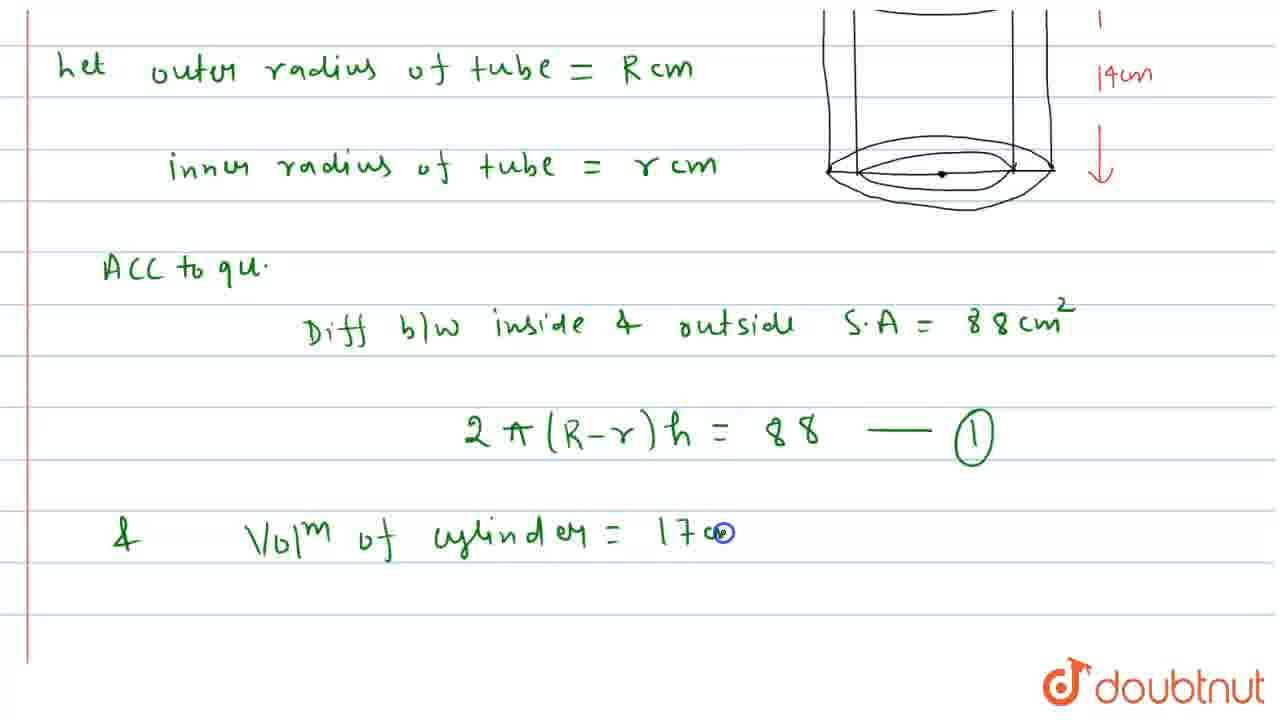 Let outer radius of tube = R cm
14cm
inner radius of tube = r cm
ACC to qu.
Diff b/w inside & outside S.A = 88 cm²
2π(R-r)h = 88 — ①
& Volᵐ of cylinder = 17
doubtnut